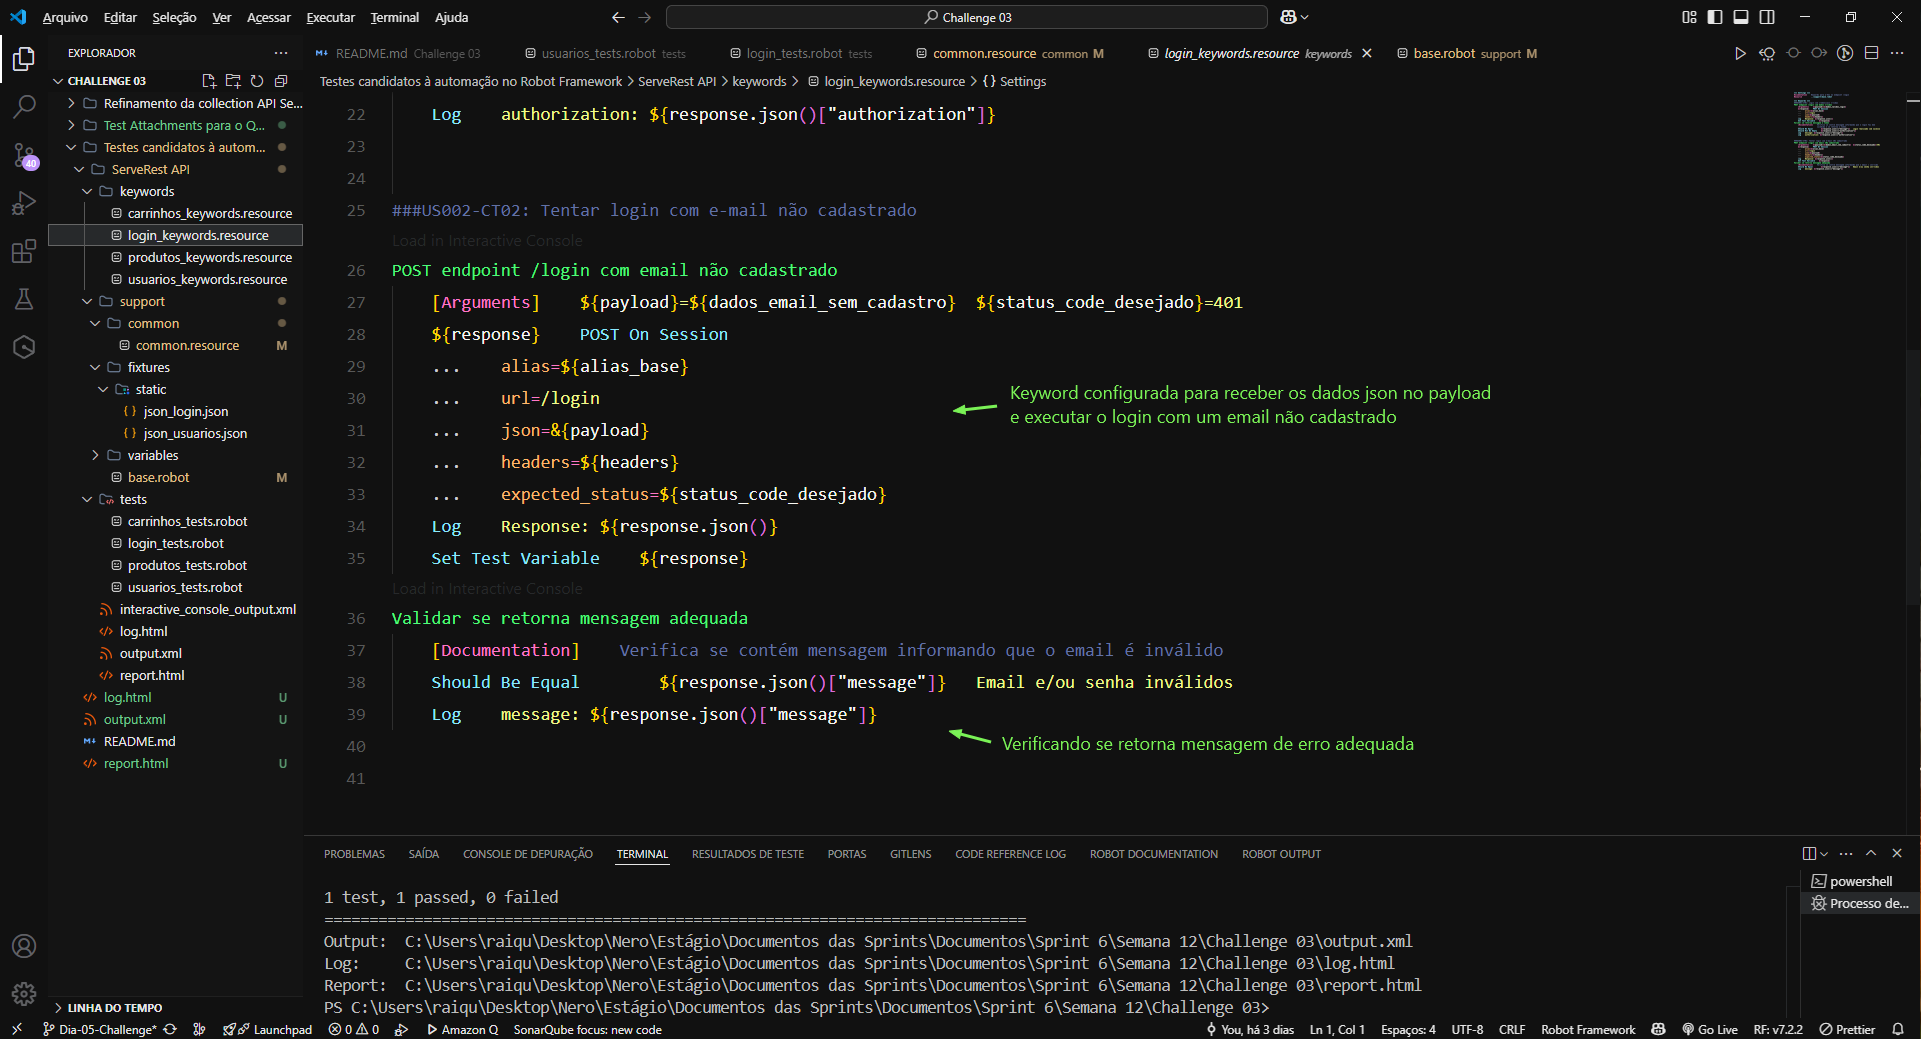 Arquivo Editar Seleção Ver Acessar Executar Terminal Ajuda
Challenge 03
EXPLORADOR
README.md Challenge 03
usuarios_tests.robot tests
login_tests.robot tests
common.resource common M
login_keywords.resource keywords
base.robot support M
Testes candidatos à automação no Robot Framework > ServeRest API > keywords > login_keywords.resource > {} Settings
CHALLENGE 03
Refinamento da collection API Se...
Test Attachments para o Q...
Testes candidatos à autom...
ServeRest API
keywords
carrinhos_keywords.resource
login_keywords.resource
produtos_keywords.resource
usuarios_keywords.resource
support
common
common.resource M
fixtures
static
{} json_login.json
{} json_usuarios.json
variables
base.robot M
tests
carrinhos_tests.robot
login_tests.robot
produtos_tests.robot
usuarios_tests.robot
interactive_console_output.xml
log.html
output.xml
report.html
log.html U
output.xml U
README.md
report.html U
LINHA DO TEMPO
40
22 Log authorization: ${response.json()["authorization"]}
23
24
25 ###US002-CT02: Tentar login com e-mail não cadastrado
Load in Interactive Console
26 POST endpoint /login com email não cadastrado
27 [Arguments] ${payload}=${dados_email_sem_cadastro} ${status_code_desejado}=401
28 ${response} POST On Session
29 ... alias=${alias_base}
30 ... url=/login
31 ... json=&{payload}
32 ... headers=${headers}
33 ... expected_status=${status_code_desejado}
34 Log Response: ${response.json()}
35 Set Test Variable ${response}
Load in Interactive Console
36 Validar se retorna mensagem adequada
37 [Documentation] Verifica se contém mensagem informando que o email é inválido
38 Should Be Equal ${response.json()["message"]} Email e/ou senha inválidos
39 Log message: ${response.json()["message"]}
40
41
Keyword configurada para receber os dados json no payload
e executar o login com um email não cadastrado
Verificando se retorna mensagem de erro adequada
PROBLEMAS SAÍDA CONSOLE DE DEPURAÇÃO TERMINAL RESULTADOS DE TESTE PORTAS GITLENS CODE REFERENCE LOG ROBOT DOCUMENTATION ROBOT OUTPUT
1 test, 1 passed, 0 failed
==============================================================================
Output: C:\Users\raiqu\Desktop\Nero\Estágio\Documentos das Sprints\Documentos\Sprint 6\Semana 12\Challenge 03\output.xml
Log: C:\Users\raiqu\Desktop\Nero\Estágio\Documentos das Sprints\Documentos\Sprint 6\Semana 12\Challenge 03\log.html
Report: C:\Users\raiqu\Desktop\Nero\Estágio\Documentos das Sprints\Documentos\Sprint 6\Semana 12\Challenge 03\report.html
PS C:\Users\raiqu\Desktop\Nero\Estágio\Documentos das Sprints\Documentos\Sprint 6\Semana 12\Challenge 03>
powershell
Processo de...
Dia-05-Challenge* Launchpad 0 0 Amazon Q SonarQube focus: new code You, há 3 dias Ln 1, Col 1 Espaços: 4 UTF-8 CRLF Robot Framework Go Live RF: v7.2.2 Prettier